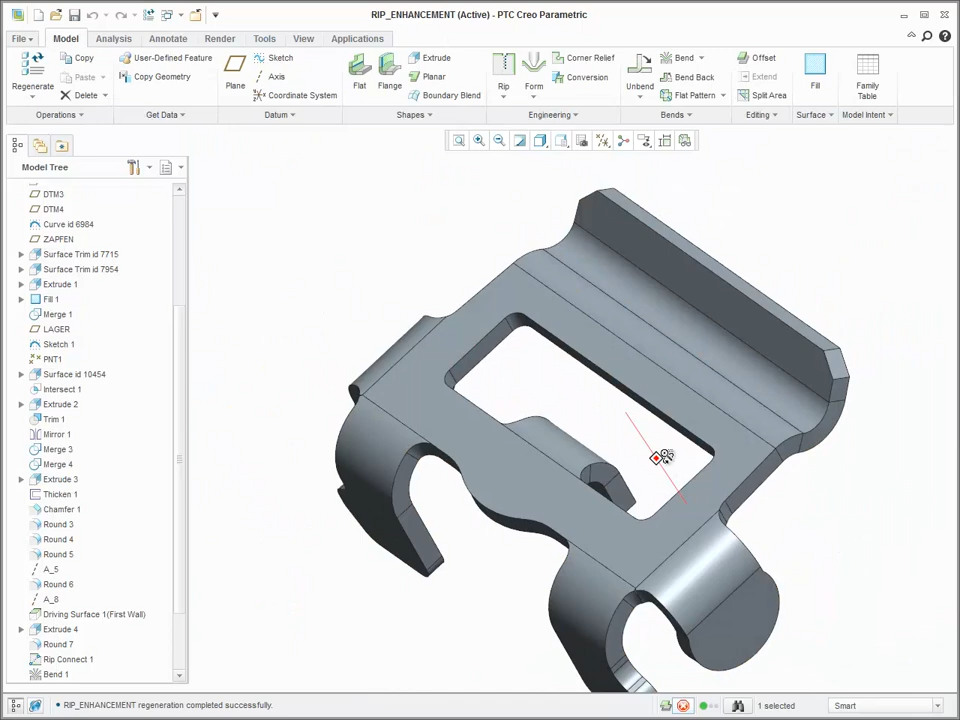 RIP_ENHANCEMENT (Active) - PTC Creo Parametric
File Model Analysis Annotate Render Tools View Applications
Regenerate
Copy
Paste
Delete
Operations
User-Defined Feature
Copy Geometry
Get Data
Plane
Sketch
Axis
Coordinate System
Datum
Flat
Flange
Extrude
Planar
Boundary Blend
Shapes
Rip
Form
Corner Relief
Conversion
Engineering
Unbend
Bend
Bend Back
Flat Pattern
Bends
Offset
Extend
Split Area
Editing
Fill
Surface
Family
Table
Model Intent
Model Tree
DTM3
DTM4
Curve id 6984
ZAPFEN
Surface Trim id 7715
Surface Trim id 7954
Extrude 1
Fill 1
Merge 1
LAGER
Sketch 1
PNT1
Surface id 10454
Intersect 1
Extrude 2
Trim 1
Mirror 1
Merge 3
Merge 4
Extrude 3
Thicken 1
Chamfer 1
Round 3
Round 4
Round 5
A_5
Round 6
A_8
Driving Surface 1(First Wall)
Extrude 4
Round 7
Rip Connect 1
Bend 1
• RIP_ENHANCEMENT regeneration completed successfully.
1 selected
Smart